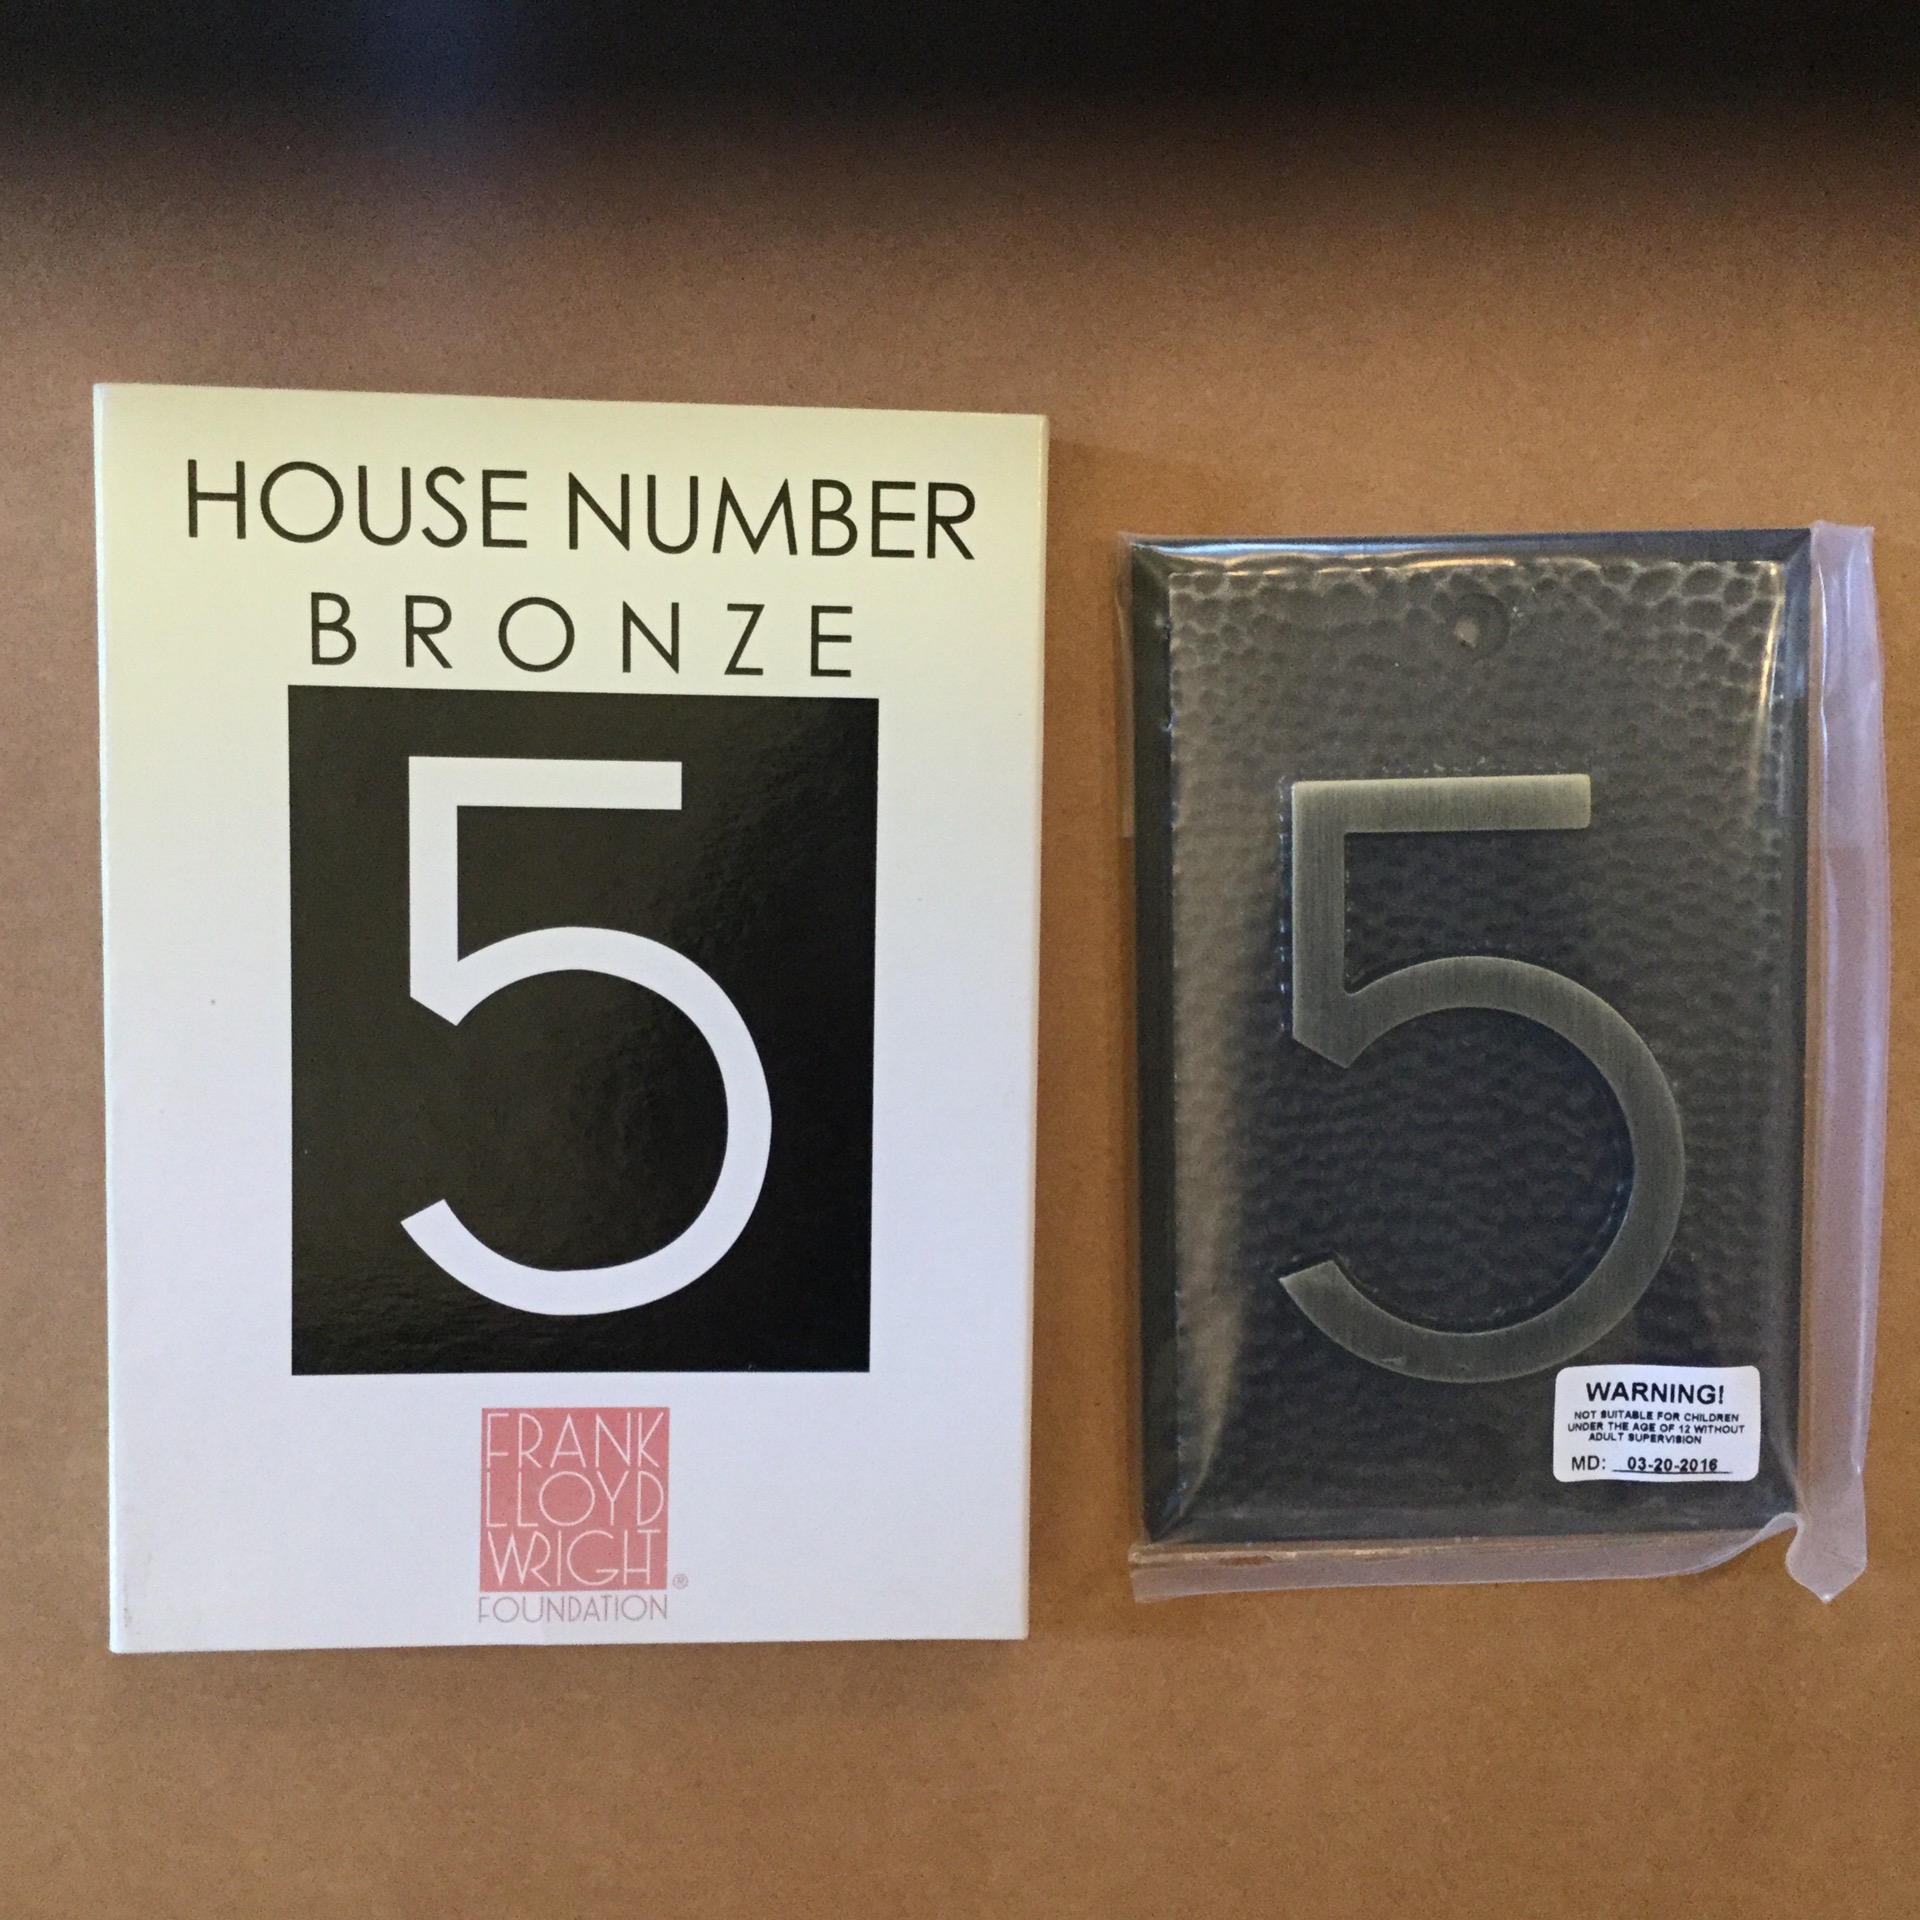 HOUSE NUMBER
BRONZE
5
FRANK
LLOYD
WRIGHT
®
FOUNDATION
5
WARNING!
NOT SUITABLE FOR CHILDREN
UNDER THE AGE OF 12 WITHOUT
ADULT SUPERVISION
MD: 03-20-2016